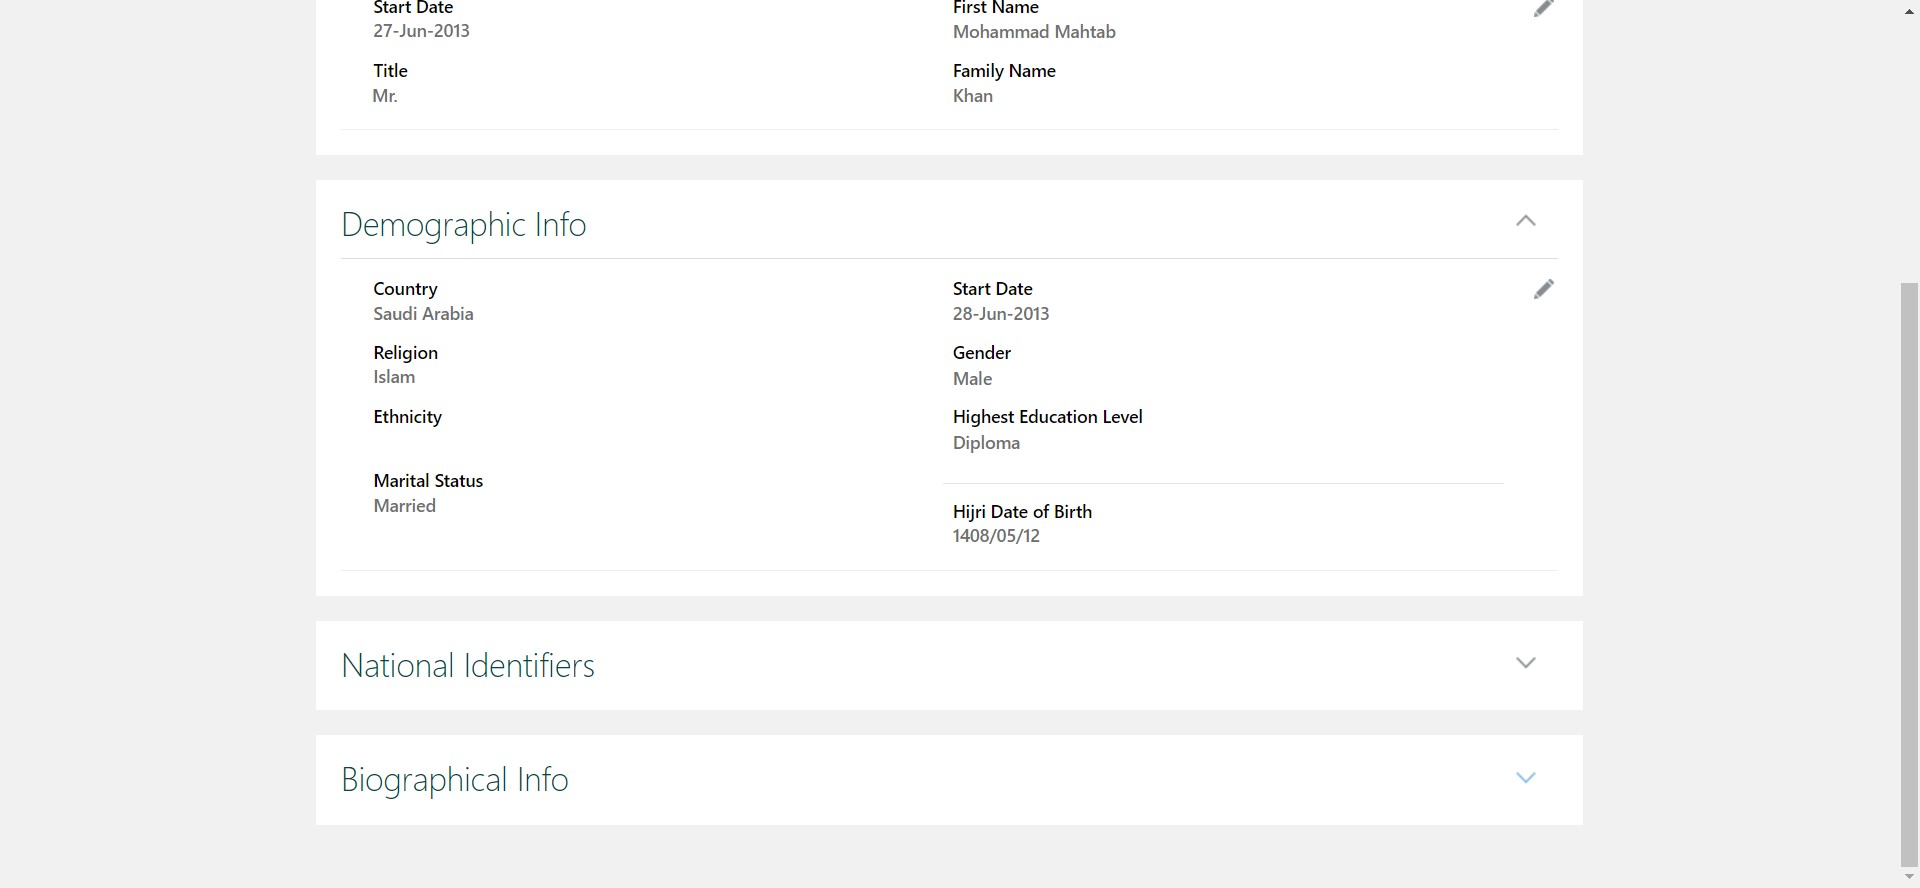 Start Date
27-Jun-2013
First Name
Mohammad Mahtab
Title
Mr.
Family Name
Khan
Demographic Info
Country
Saudi Arabia
Start Date
28-Jun-2013
Religion
Islam
Gender
Male
Ethnicity
Highest Education Level
Diploma
Marital Status
Married
Hijri Date of Birth
1408/05/12
National Identifiers
Biographical Info